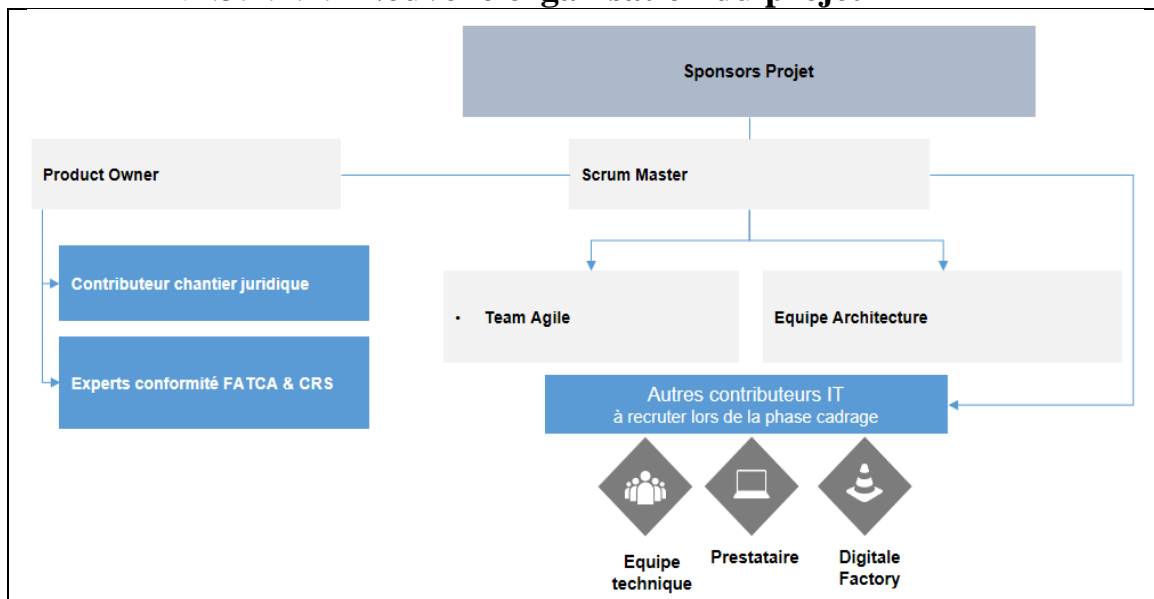 Sponsors Projet
Product Owner
Scrum Master
Contributeur chantier juridique
• Team Agile
Equipe Architecture
Experts conformité FATCA & CRS
Autres contributeurs IT
à recruter lors de la phase cadrage
Equipe
technique
Prestataire
Digitale
Factory